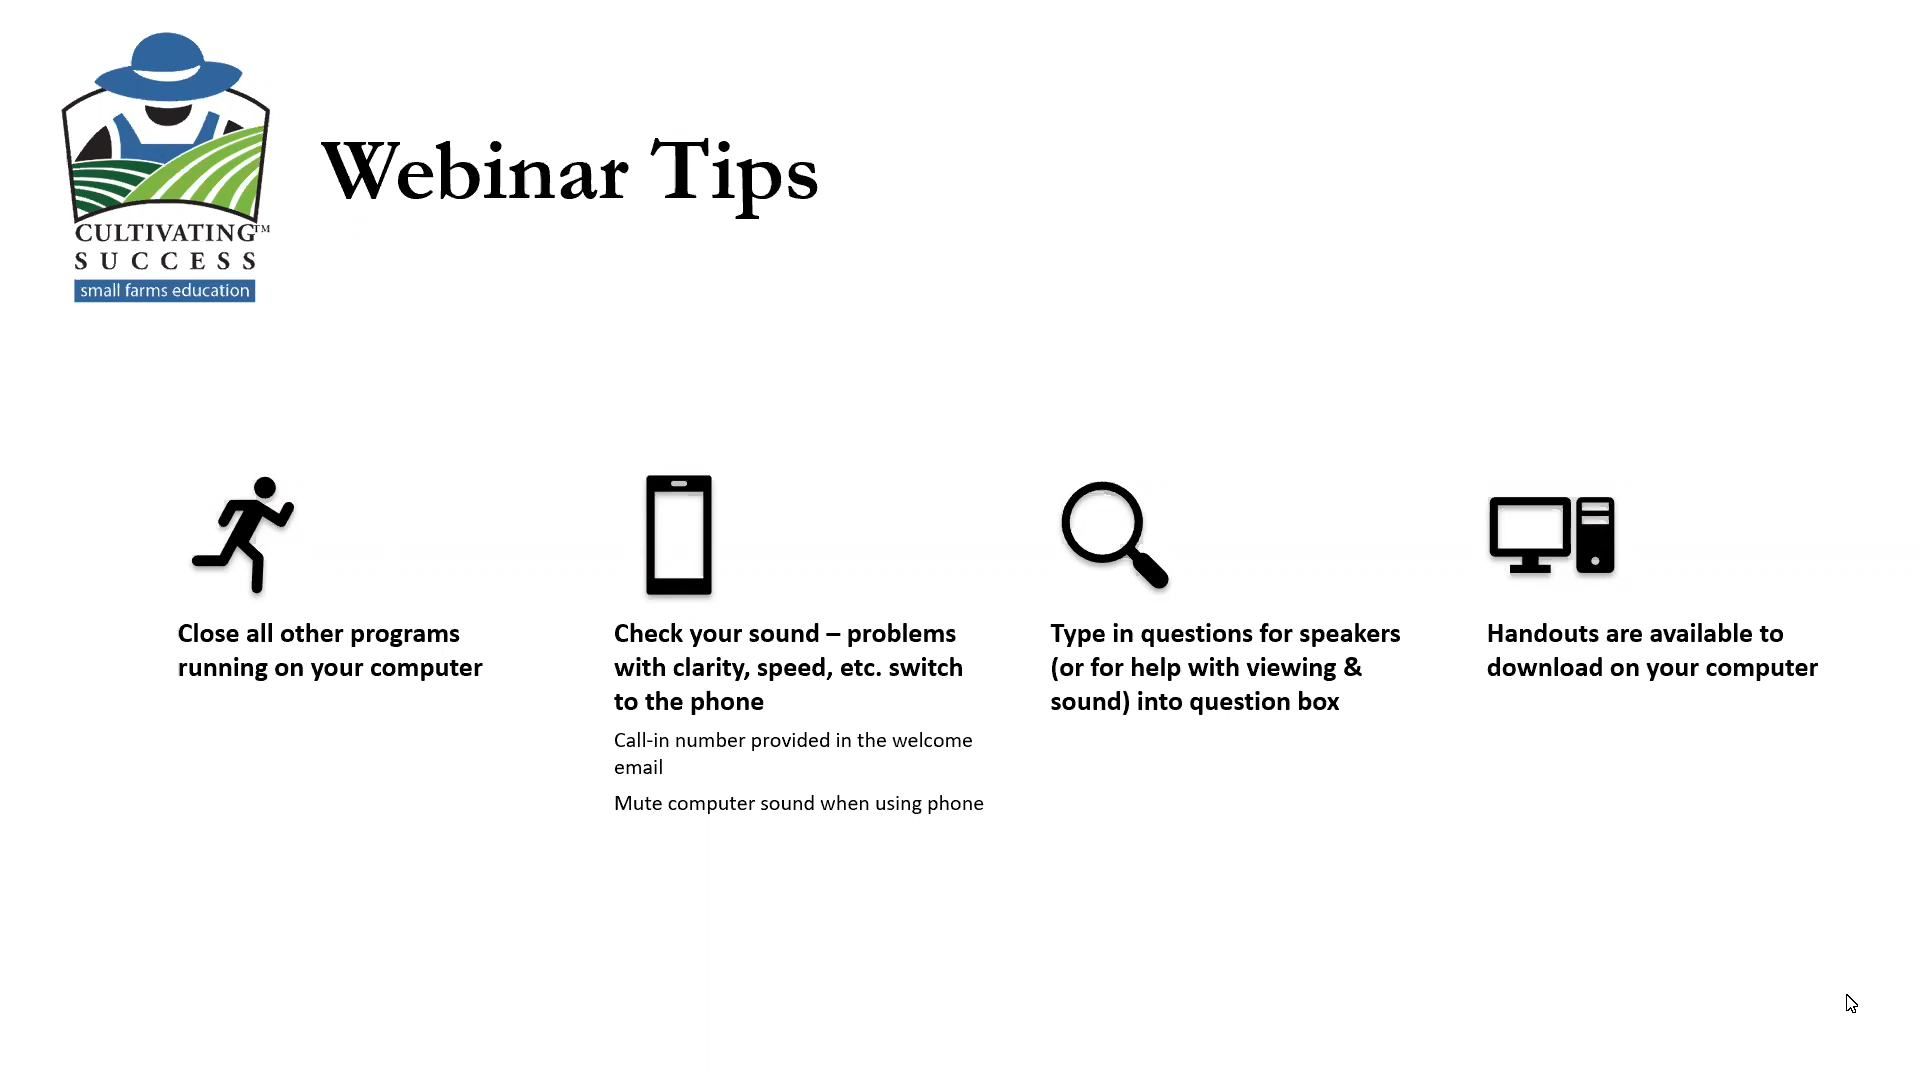 CULTIVATING™
SUCCESS
small farms education
Webinar Tips
Close all other programs
running on your computer
Check your sound – problems
with clarity, speed, etc. switch
to the phone
Call-in number provided in the welcome
email
Mute computer sound when using phone
Type in questions for speakers
(or for help with viewing &
sound) into question box
Handouts are available to
download on your computer